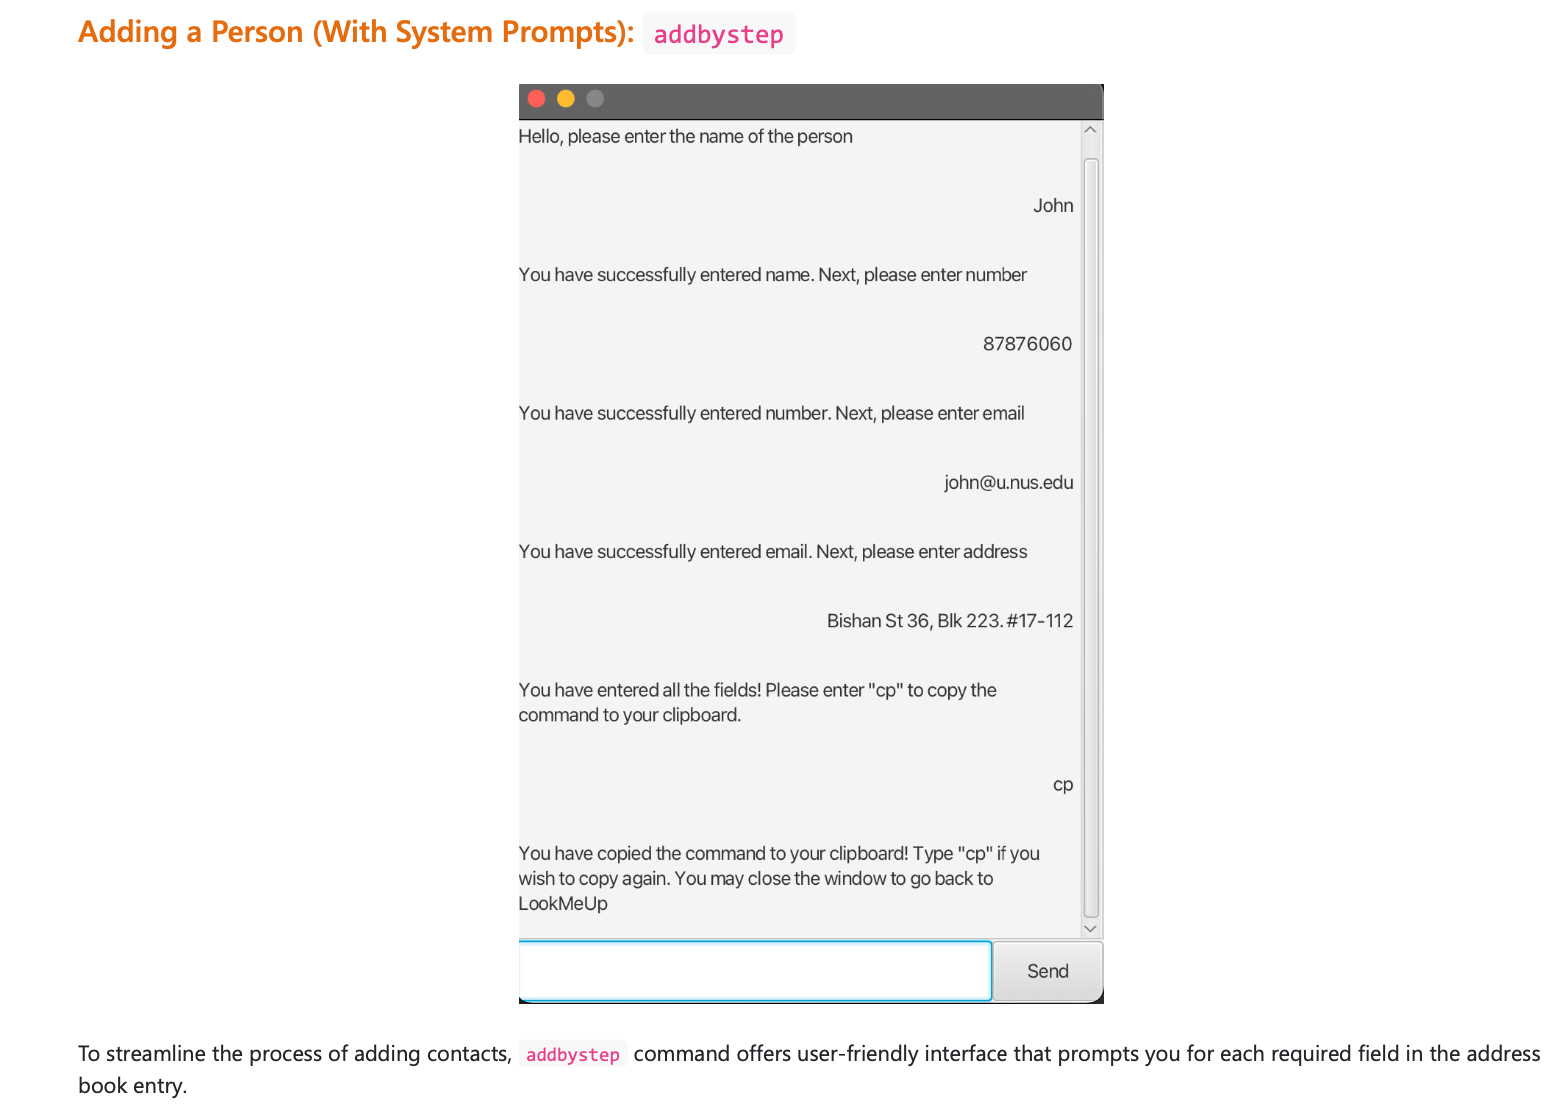 Adding a Person (With System Prompts): addbystep
Hello, please enter the name of the person
John
You have successfully entered name. Next, please enter number
87876060
You have successfully entered number. Next, please enter email
john@u.nus.edu
You have successfully entered email. Next, please enter address
Bishan St 36, Blk 223. #17-112
You have entered all the fields! Please enter "cp" to copy the
command to your clipboard.
cp
You have copied the command to your clipboard! Type "cp" if you
wish to copy again. You may close the window to go back to
LookMeUp
Send
To streamline the process of adding contacts, addbystep command offers user-friendly interface that prompts you for each required field in the address
book entry.